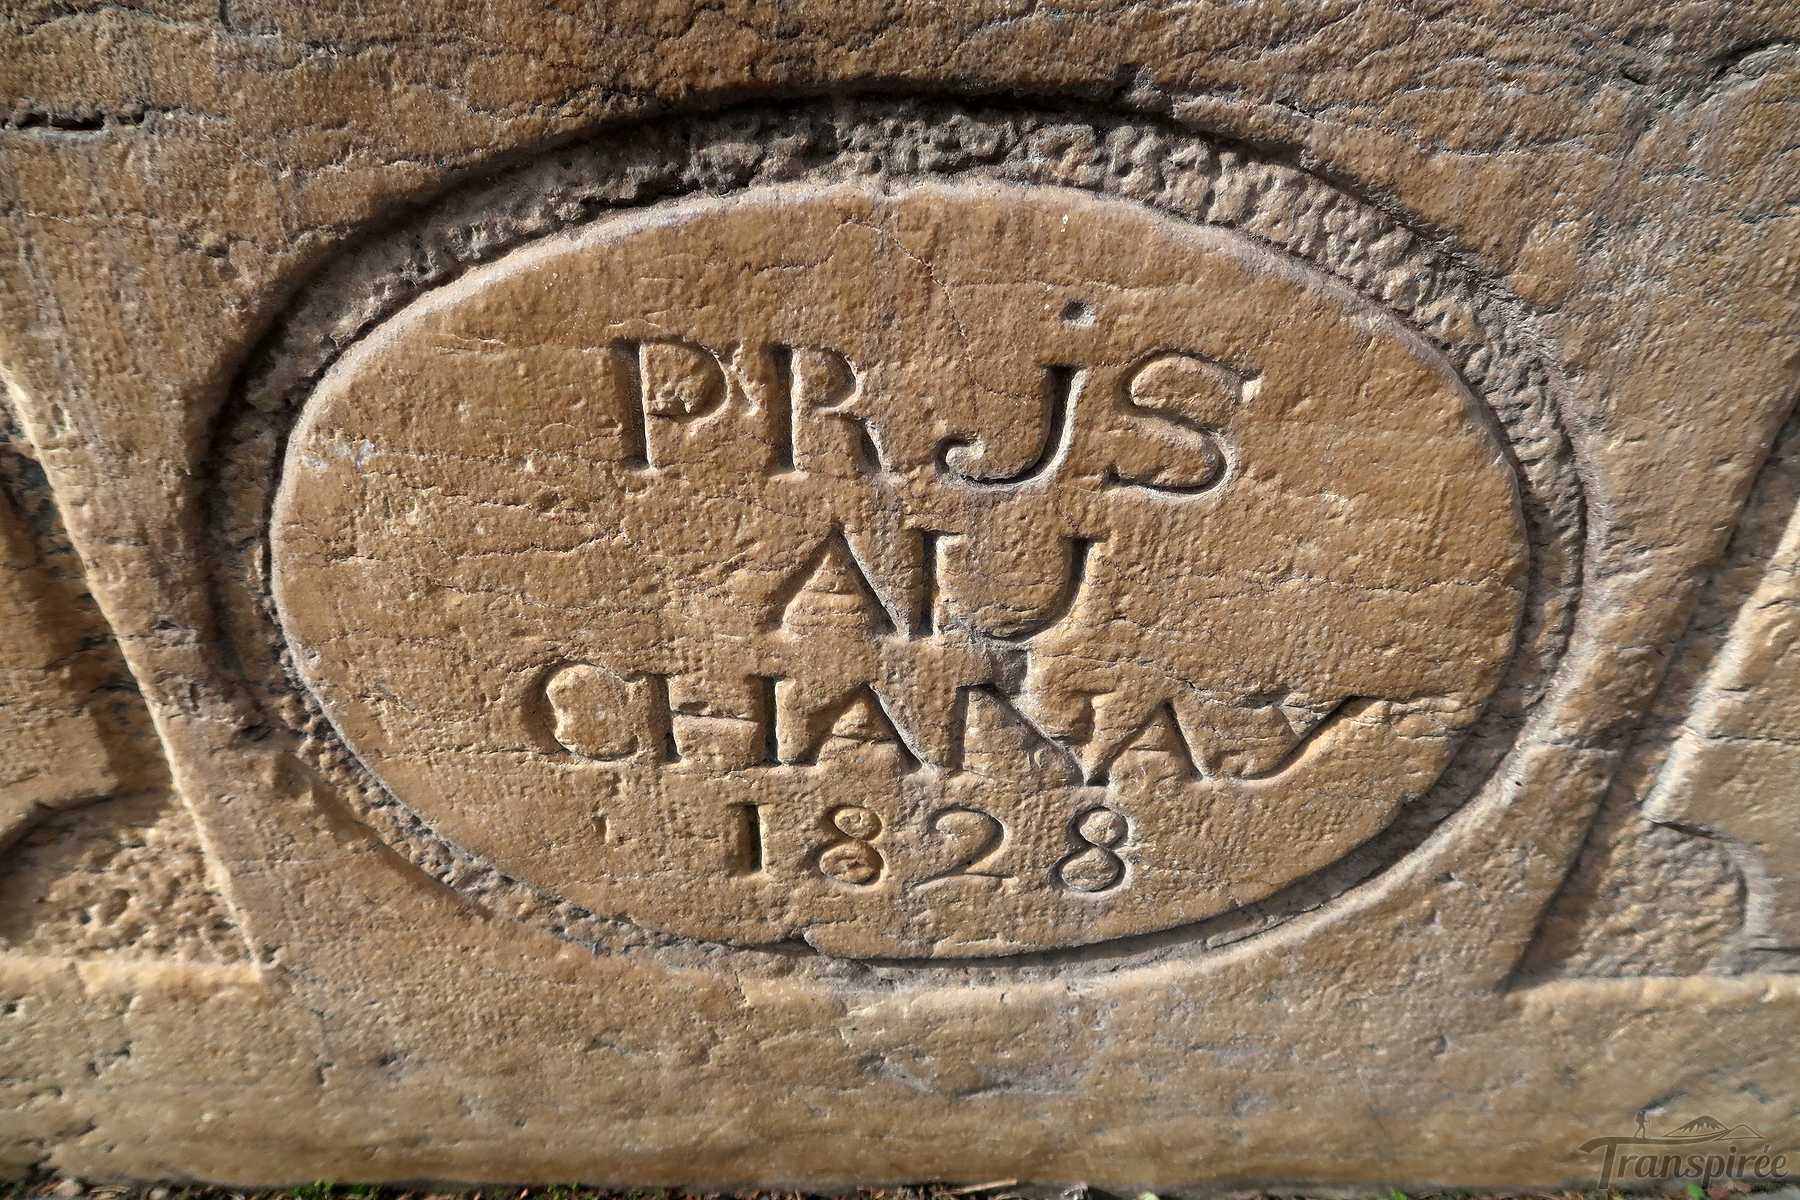 PRjS
AU
CHANAY
1828
Transpirée